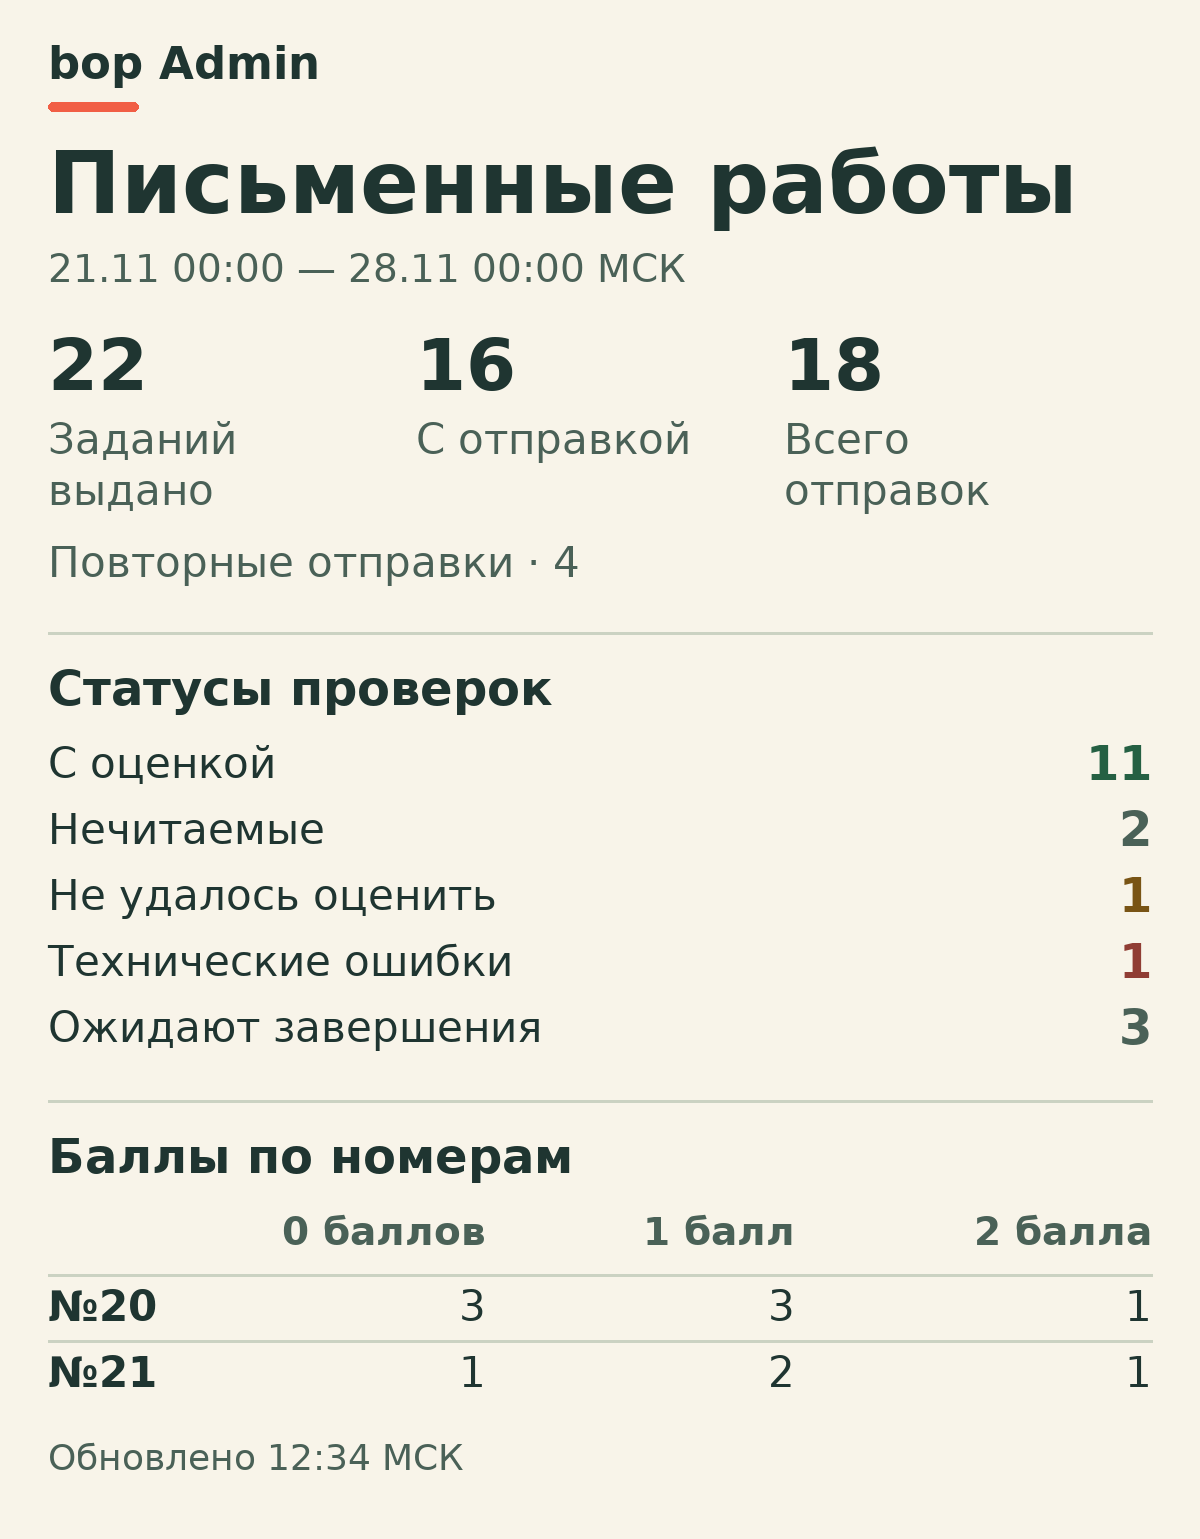 bop Admin
Письменные работы
21.11 00:00 — 28.11 00:00 МСК
22 16 18
Заданий С отправкой Всего
выдано отправок
Повторные отправки · 4
Статусы проверок
С оценкой 11
Нечитаемые 2
Не удалось оценить 1
Технические ошибки 1
Ожидают завершения 3
Баллы по номерам
0 баллов 1 балл 2 балла
№20 3 3 1
№21 1 2 1
Обновлено 12:34 МСК